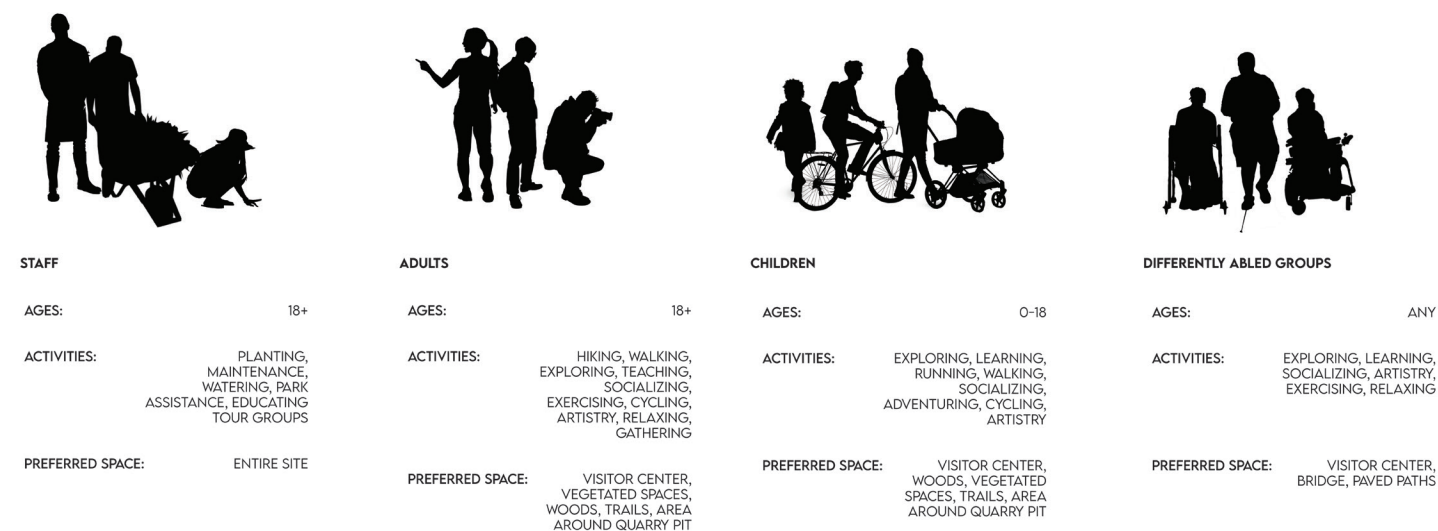 STAFF
AGES: 18+
ACTIVITIES: PLANTING,
MAINTENANCE,
WATERING, PARK
ASSISTANCE, EDUCATING
TOUR GROUPS
PREFERRED SPACE: ENTIRE SITE
ADULTS
AGES: 18+
ACTIVITIES: HIKING, WALKING,
EXPLORING, TEACHING,
SOCIALIZING,
EXERCISING, CYCLING,
ARTISTRY, RELAXING,
GATHERING
PREFERRED SPACE: VISITOR CENTER,
VEGETATED SPACES,
WOODS, TRAILS, AREA
AROUND QUARRY PIT
CHILDREN
AGES: 0-18
ACTIVITIES: EXPLORING, LEARNING,
RUNNING, WALKING,
SOCIALIZING,
ADVENTURING, CYCLING,
ARTISTRY
PREFERRED SPACE: VISITOR CENTER,
WOODS, VEGETATED
SPACES, TRAILS, AREA
AROUND QUARRY PIT
DIFFERENTLY ABLED GROUPS
AGES: ANY
ACTIVITIES: EXPLORING, LEARNING,
SOCIALIZING, ARTISTRY,
EXERCISING, RELAXING
PREFERRED SPACE: VISITOR CENTER,
BRIDGE, PAVED PATHS